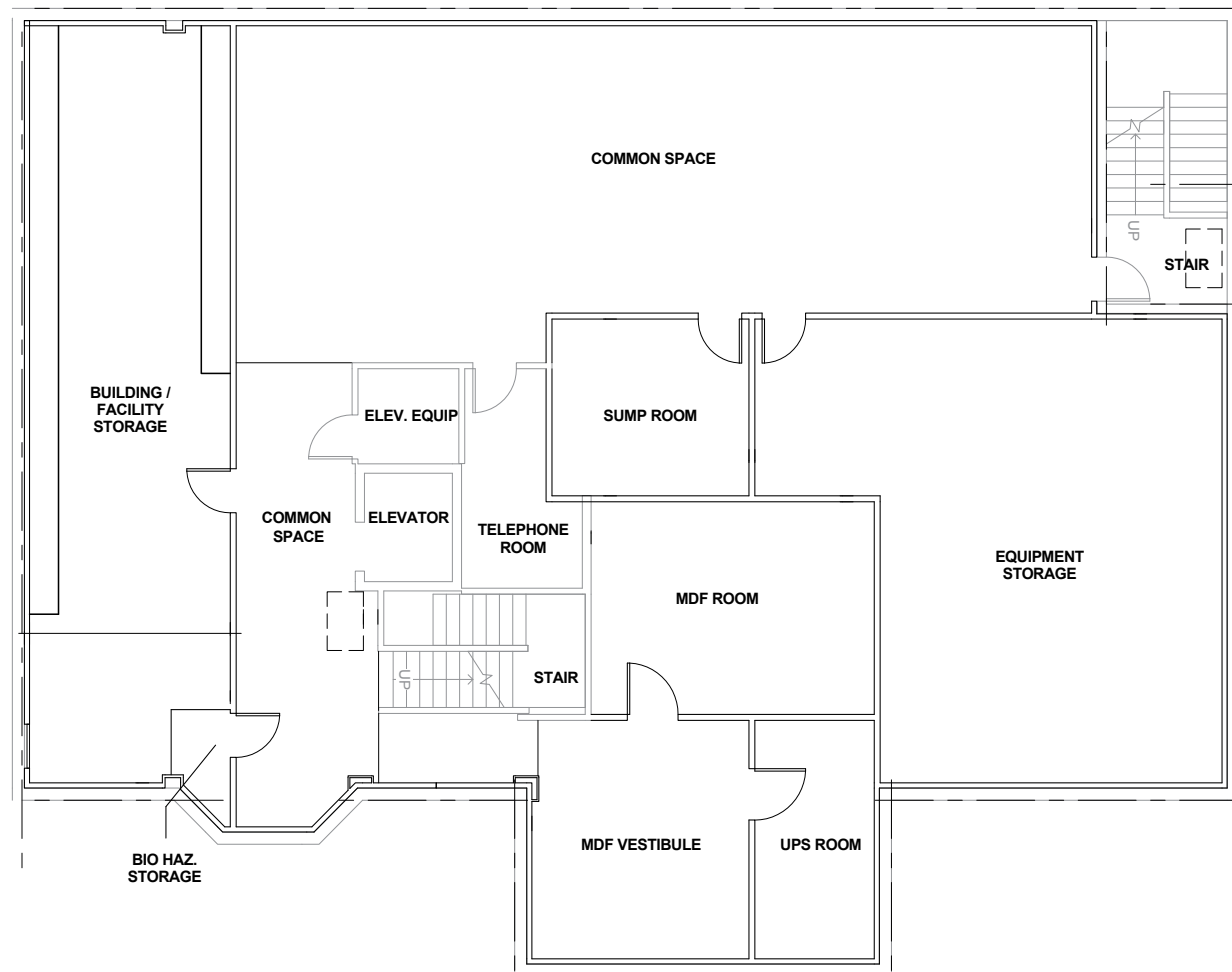 COMMON SPACE
UP
STAIR
BUILDING /
FACILITY
STORAGE
ELEV. EQUIP
SUMP ROOM
COMMON
SPACE
ELEVATOR
TELEPHONE
ROOM
EQUIPMENT
STORAGE
MDF ROOM
UP
STAIR
MDF VESTIBULE
UPS ROOM
BIO HAZ.
STORAGE